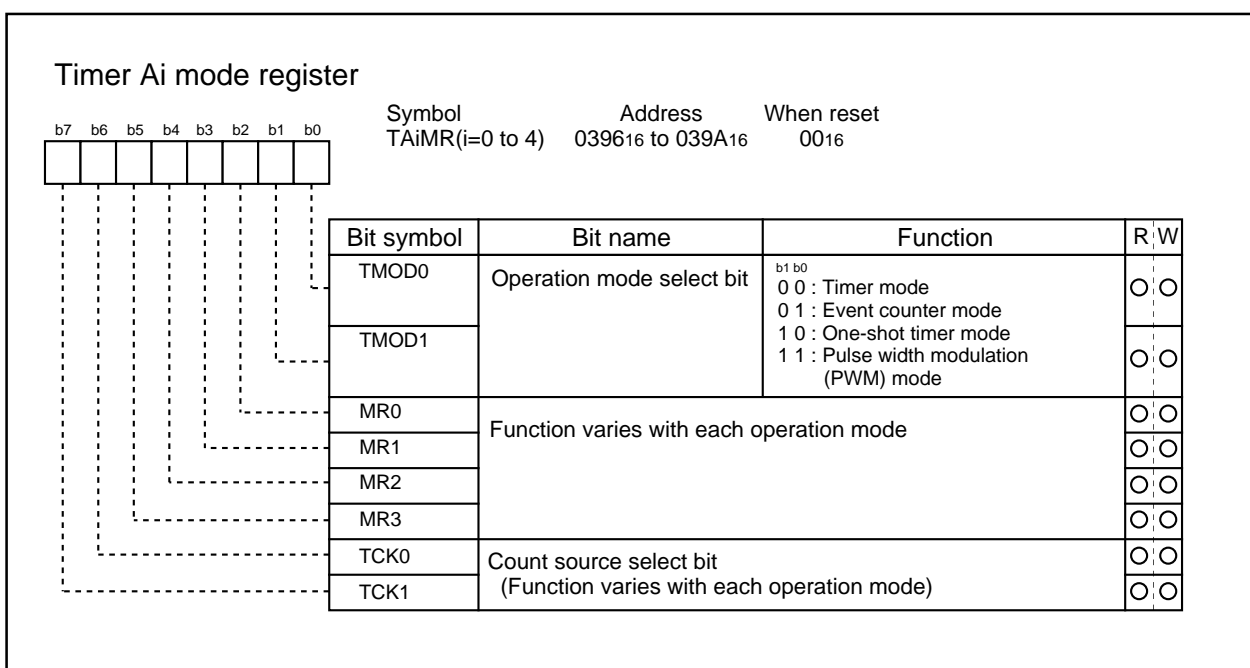 Timer Ai mode register
Symbol Address When reset
TAiMR(i=0 to 4) 039616 to 039A16 0016
b7 b6 b5 b4 b3 b2 b1 b0
Bit symbol Bit name Function R W
TMOD0 Operation mode select bit b1 b0
0 0 : Timer mode
0 1 : Event counter mode
TMOD1 1 0 : One-shot timer mode
1 1 : Pulse width modulation
(PWM) mode
MR0 Function varies with each operation mode
MR1
MR2
MR3
TCK0 Count source select bit
TCK1 (Function varies with each operation mode)